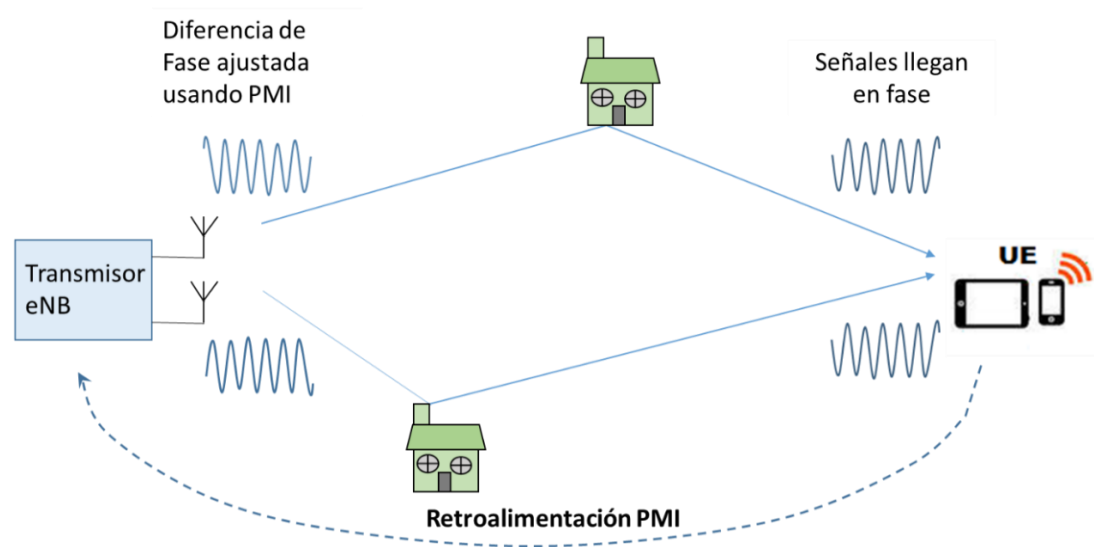 Diferencia de
Fase ajustada
usando PMI
Señales llegan
en fase
Transmisor
eNB
UE
Retroalimentación PMI